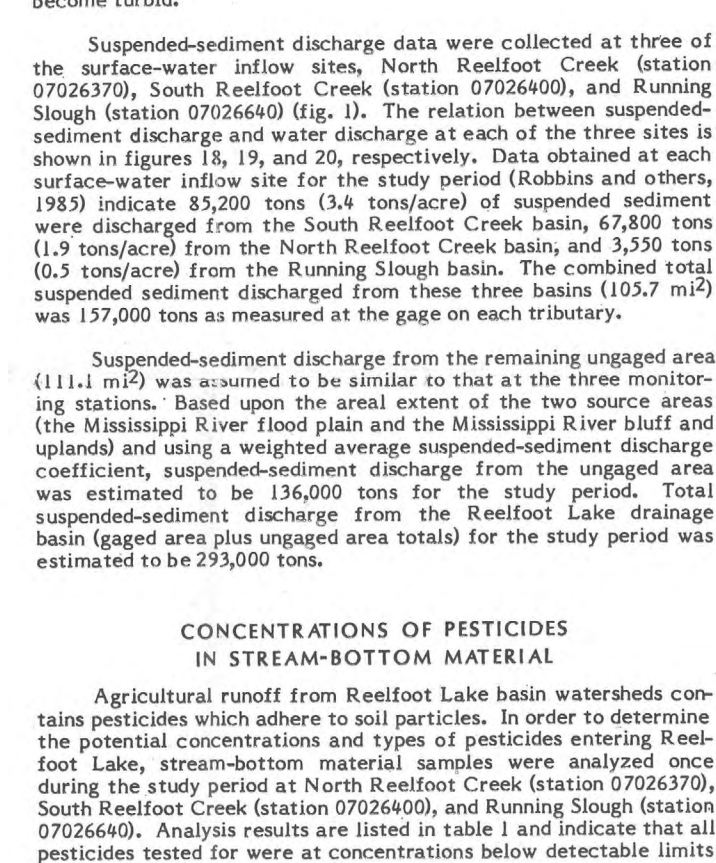 become turbid.
Suspended-sediment discharge data were collected at three of
the surface-water inflow sites, North Reelfoot Creek (station
07026370), South Reelfoot Creek (station 07026400), and Running
Slough (station 07026640) (fig. 1). The relation between suspended-
sediment discharge and water discharge at each of the three sites is
shown in figures 18, 19, and 20, respectively. Data obtained at each
surface-water inflow site for the study period (Robbins and others,
1985) indicate 85,200 tons (3.4 tons/acre) of suspended sediment
were discharged from the South Reelfoot Creek basin, 67,800 tons
(1.9 tons/acre) from the North Reelfoot Creek basin; and 3,550 tons
(0.5 tons/acre) from the Running Slough basin. The combined total
suspended sediment discharged from these three basins (105.7 mi²)
was 157,000 tons as measured at the gage on each tributary.
Suspended-sediment discharge from the remaining ungaged area
(111.1 mi²) was assumed to be similar to that at the three monitor-
ing stations. Based upon the areal extent of the two source areas
(the Mississippi River flood plain and the Mississippi River bluff and
uplands) and using a weighted average suspended-sediment discharge
coefficient, suspended-sediment discharge from the ungaged area
was estimated to be 136,000 tons for the study period. Total
suspended-sediment discharge from the Reelfoot Lake drainage
basin (gaged area plus ungaged area totals) for the study period was
estimated to be 293,000 tons.
CONCENTRATIONS OF PESTICIDES
IN STREAM-BOTTOM MATERIAL
Agricultural runoff from Reelfoot Lake basin watersheds con-
tains pesticides which adhere to soil particles. In order to determine
the potential concentrations and types of pesticides entering Reel-
foot Lake, stream-bottom material samples were analyzed once
during the study period at North Reelfoot Creek (station 07026370),
South Reelfoot Creek (station 07026400), and Running Slough (station
07026640). Analysis results are listed in table 1 and indicate that all
pesticides tested for were at concentrations below detectable limits